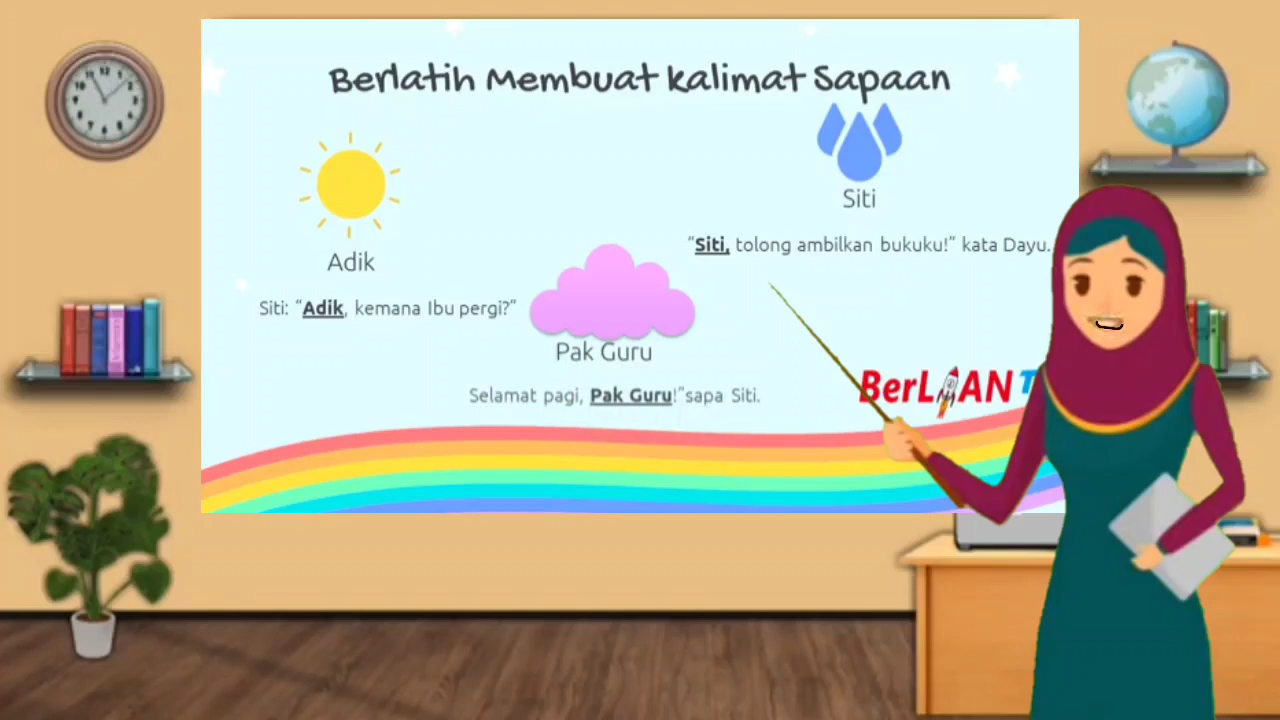 Berlatih Membuat kalimat Sapaan
Adik
Siti: “Adik, kemana Ibu pergi?”
Pak Guru
Selamat pagi, Pak Guru!”sapa Siti.
Siti
“Siti, tolong ambilkan bukuku!” kata Dayu.
BerLIAN T